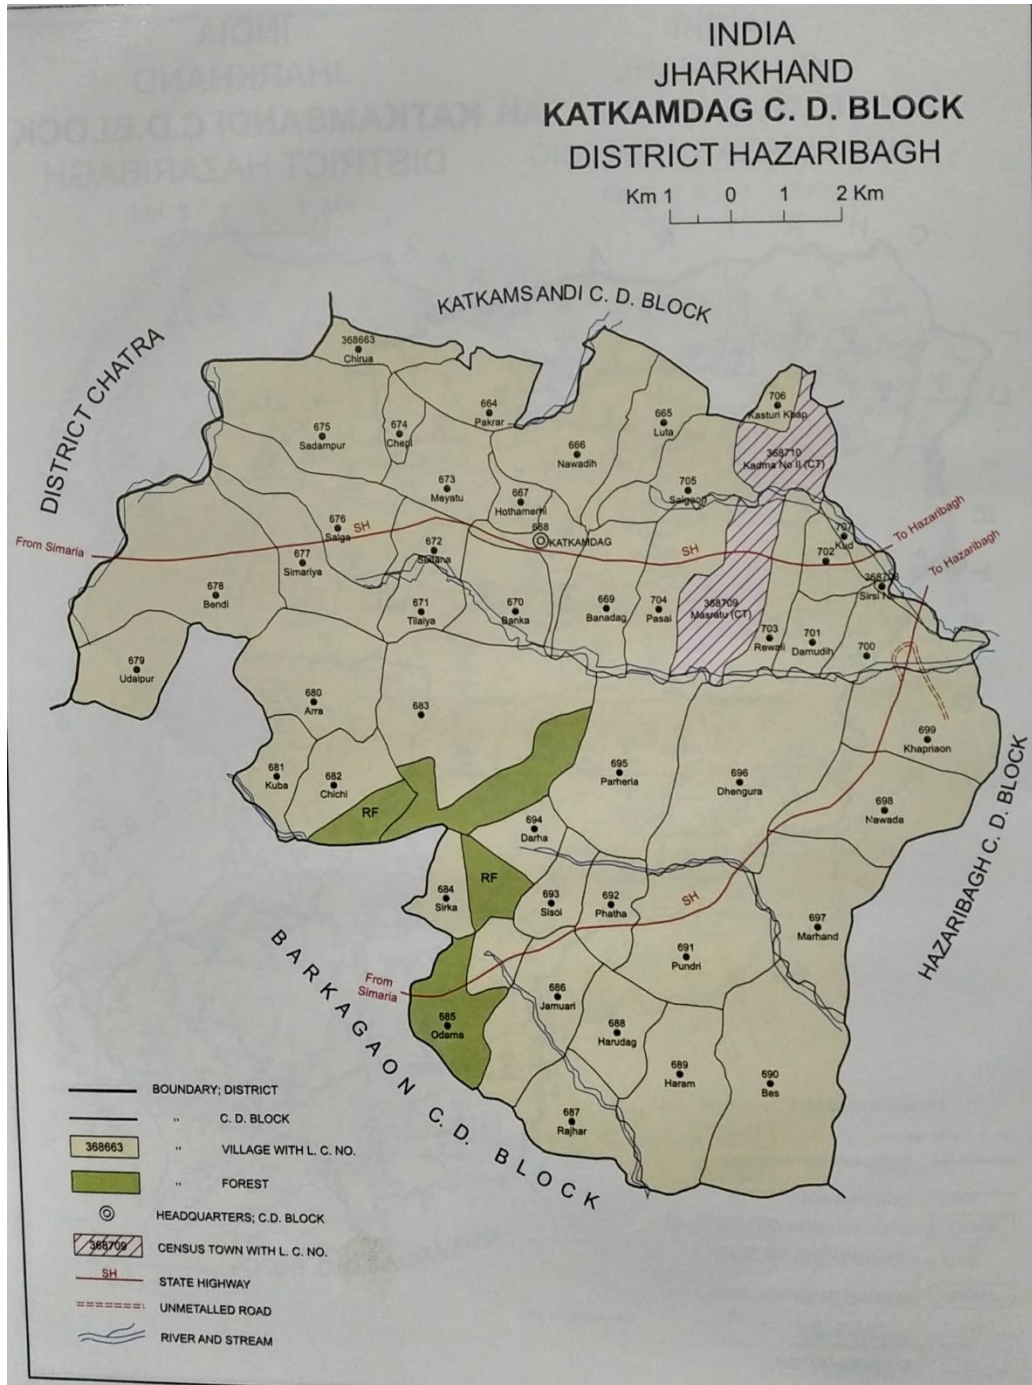 INDIA
JHARKHAND
KATKAMDAG C. D. BLOCK
DISTRICT HAZARIBAGH
Km 1 0 1 2 Km
KATKAMSANDI C. D. BLOCK
DISTRICT CHATRA
368663
Chirua
664
Pakrar
706
Kasturi Khap
665
Luta
675
Sadampur
674
Chepi
666
Nawadih
368710
Kadma No II (CT)
673
Meyatu
705
667
676
SH
668
KATKAMDAG
707
Kud
To Hazaribagh
From Simaria
672
Sultana
SH
702
To Hazaribagh
677
Simariya
678
Bendi
671
Tilaiya
670
Banka
669
Banadag
704
Pasai
368709
Masratu (CT)
703
701
Damudih
700
679
Udaipur
680
Arra
683
699
Khapriaon
681
Kuba
682
Chichi
695
Parheria
696
Dhengura
698
Nawada
RF
694
Darha
HAZARIBAGH C. D. BLOCK
684
Sirka
RF
693
Sisoi
692
Phatha
SH
697
Marhand
691
Pundri
From
Simaria
686
Jamuari
685
Odama
688
Harudag
689
Haram
690
Bes
687
Rajhar
BARKAGAON C. D. BLOCK
BOUNDARY; DISTRICT
" C. D. BLOCK
368663 " VILLAGE WITH L. C. NO.
" FOREST
HEADQUARTERS; C.D. BLOCK
368709 CENSUS TOWN WITH L. C. NO.
SH STATE HIGHWAY
UNMETALLED ROAD
RIVER AND STREAM